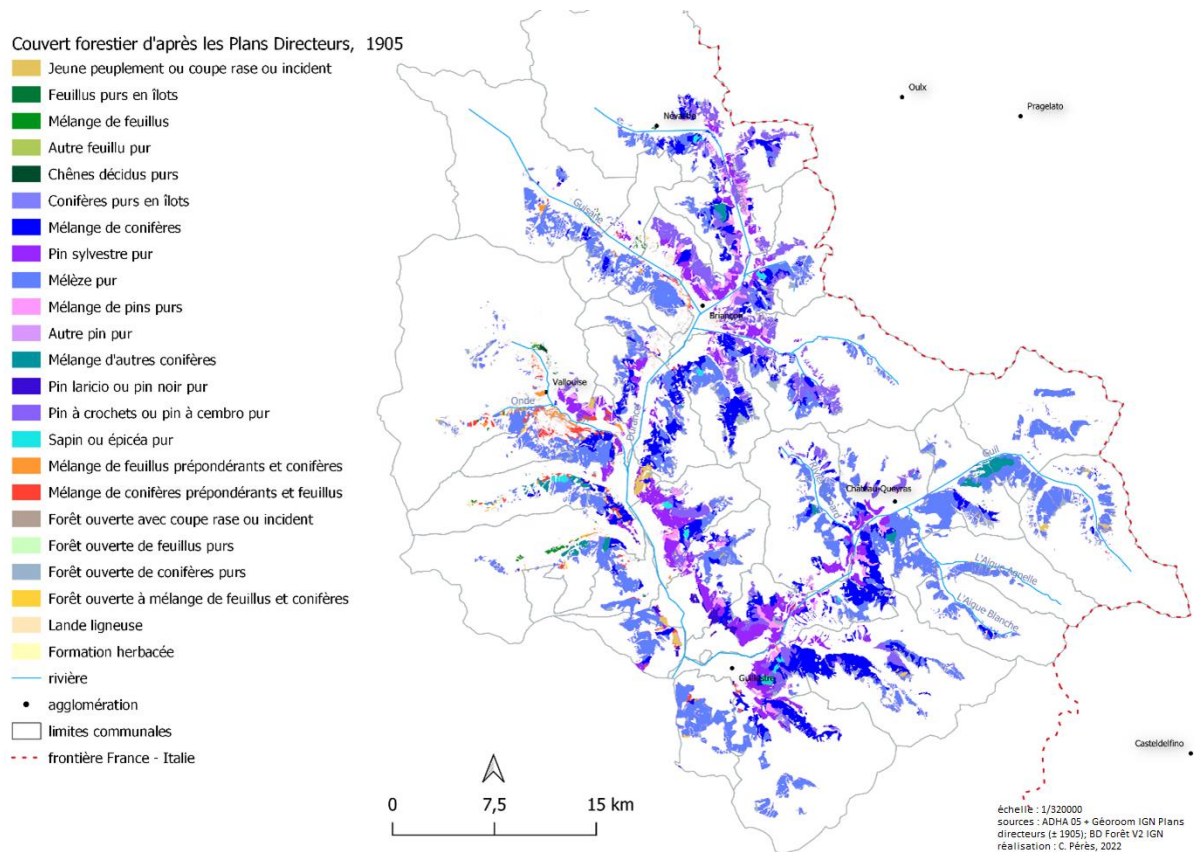 Couvert forestier d'après les Plans Directeurs, 1905
Jeune peuplement ou coupe rase ou incident
Feuillus purs en îlots
Mélange de feuillus
Autre feuillu pur
Chênes décidus purs
Conifères purs en îlots
Mélange de conifères
Pin sylvestre pur
Mélèze pur
Mélange de pins purs
Autre pin pur
Mélange d'autres conifères
Pin laricio ou pin noir pur
Pin à crochets ou pin à cembro pur
Sapin ou épicéa pur
Mélange de feuillus prépondérants et conifères
Mélange de conifères prépondérants et feuillus
Forêt ouverte avec coupe rase ou incident
Forêt ouverte de feuillus purs
Forêt ouverte de conifères purs
Forêt ouverte à mélange de feuillus et conifères
Lande ligneuse
Formation herbacée
rivière
agglomération
limites communales
frontière France - Italie
Oulx
Pragelato
Névache
Guisane
Briançon
Vallouise
Onde
Durance
Guil
Château-Queyras
L'Aigue Agnelle
L'Aigue Blanche
Guillestre
Casteldelfino
0 7,5 15 km
échelle : 1/320000
sources : ADHA 05 + Géoroom IGN Plans
directeurs (± 1905); BD Forêt V2 IGN
réalisation : C. Pérès, 2022